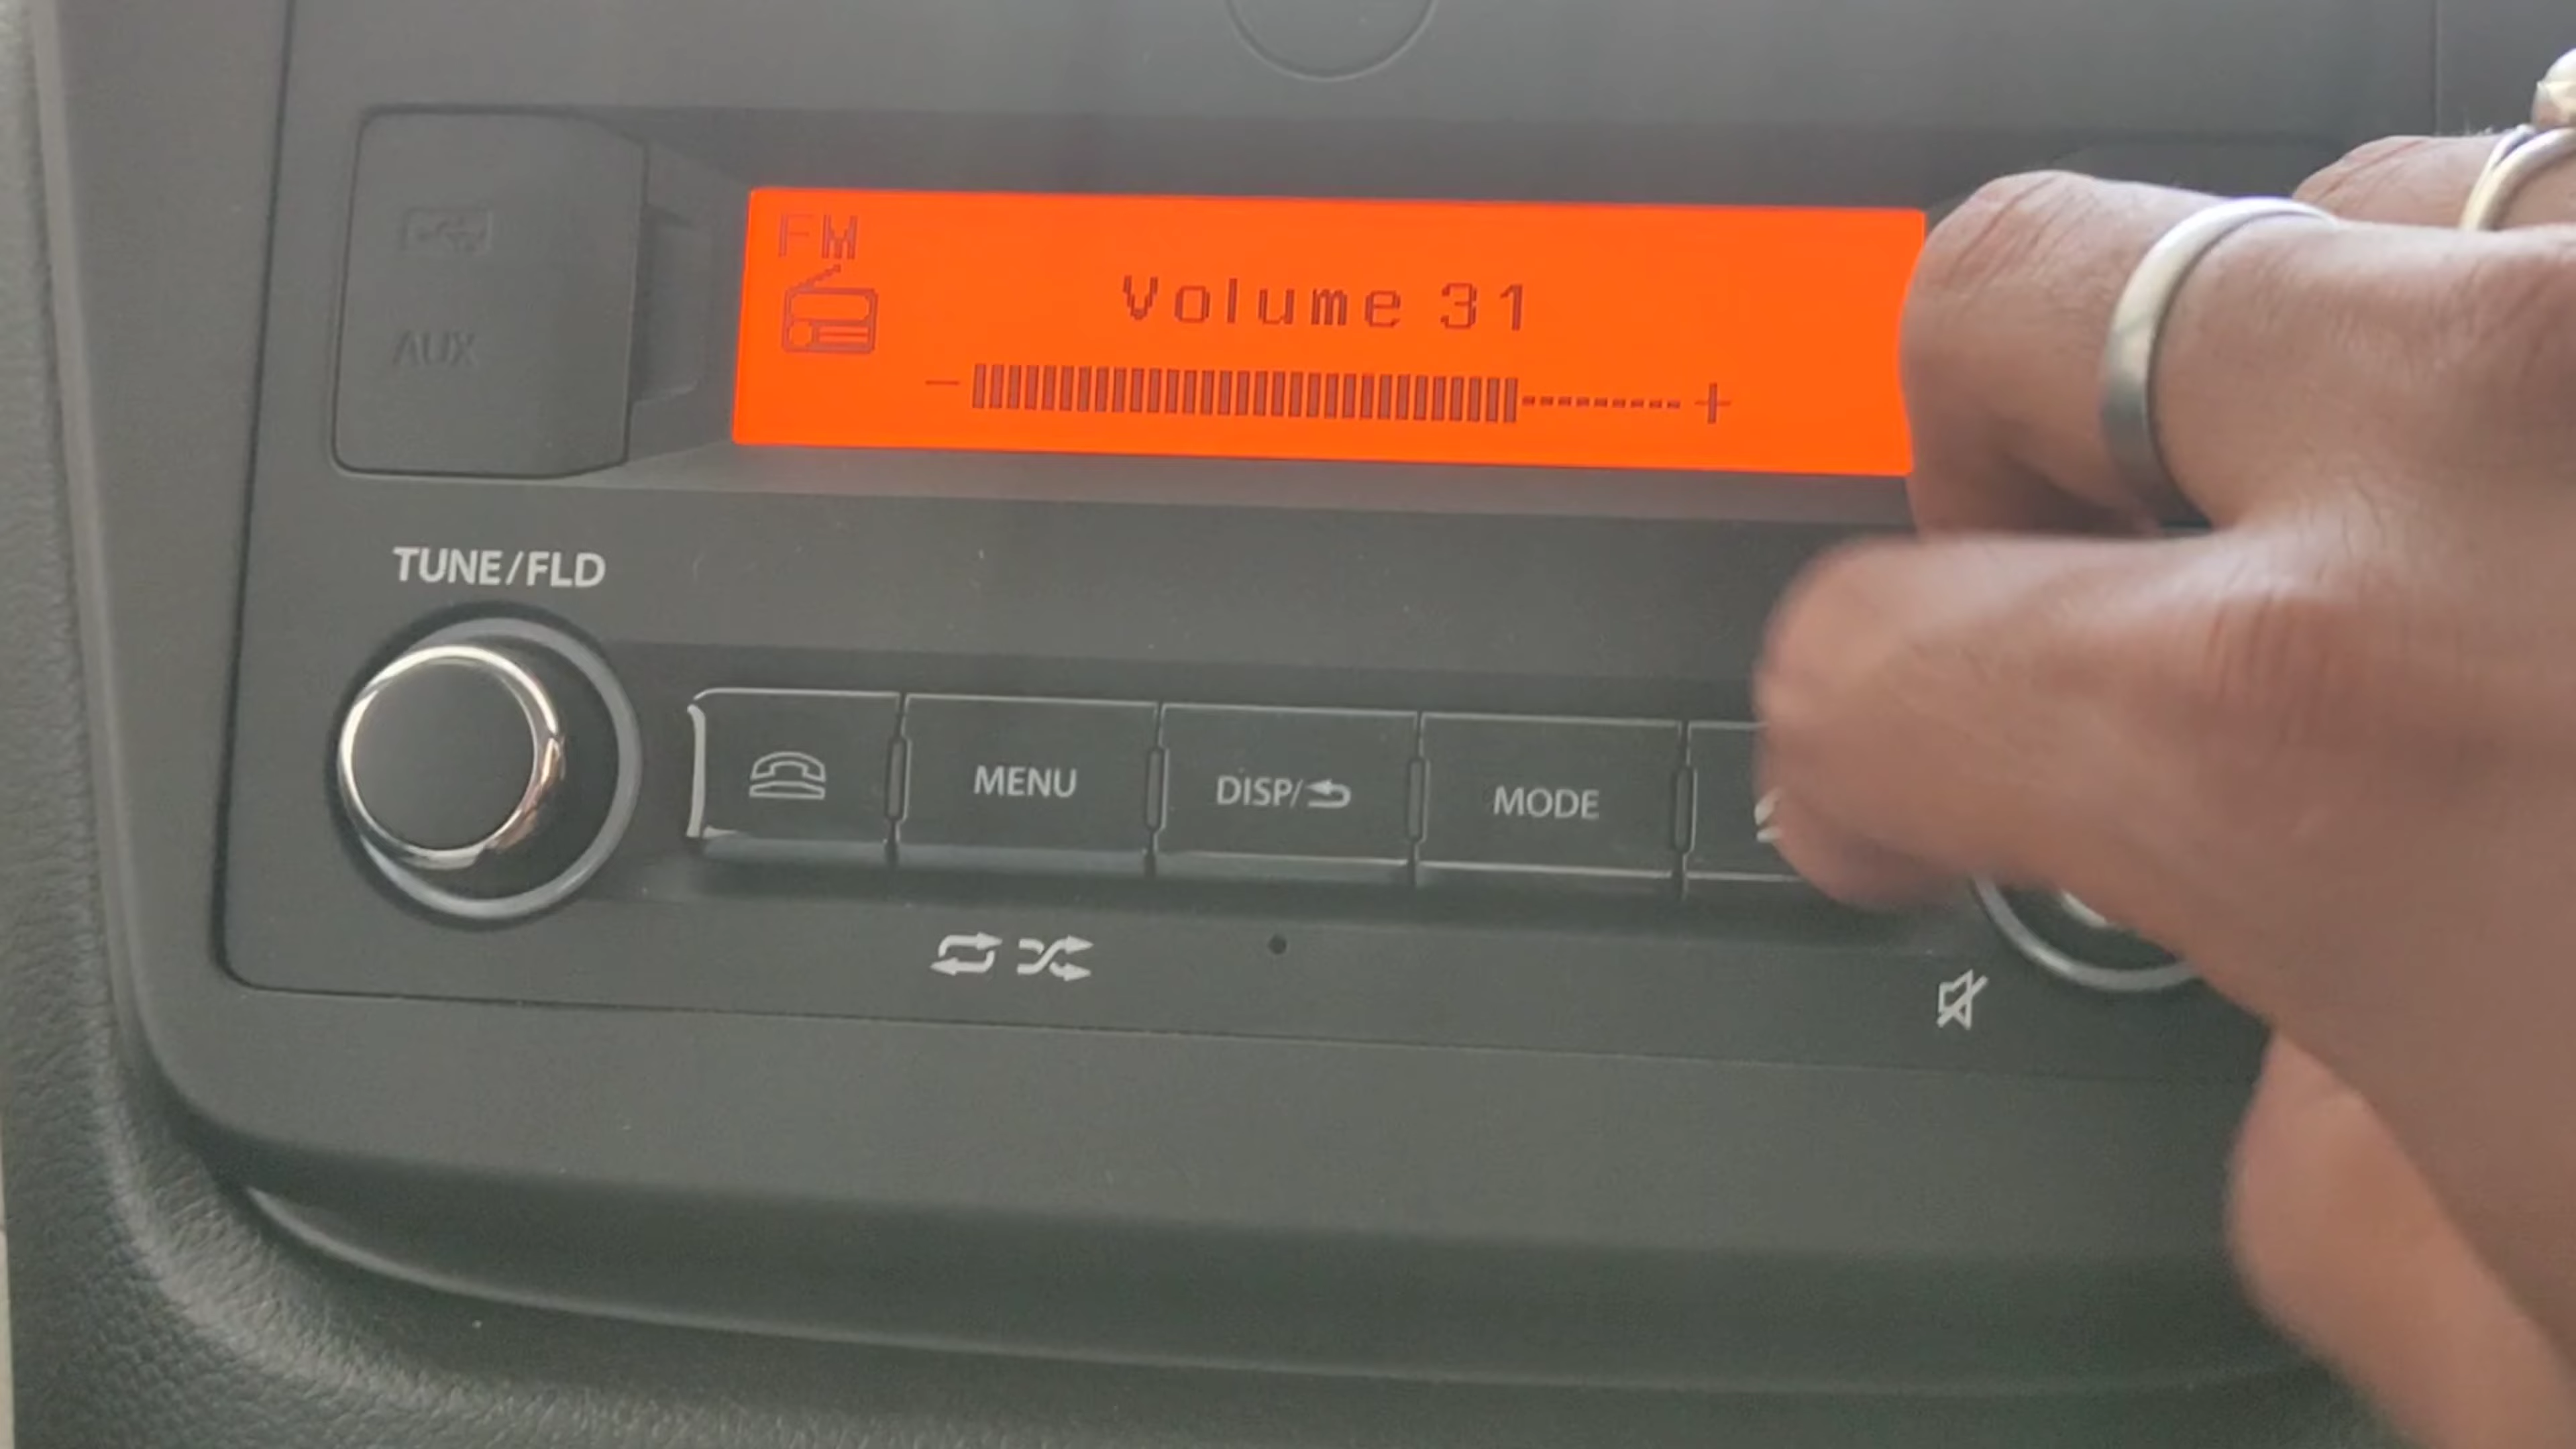 FM
Volume 31
- +
AUX
TUNE/FLD
MENU
DISP/
MODE